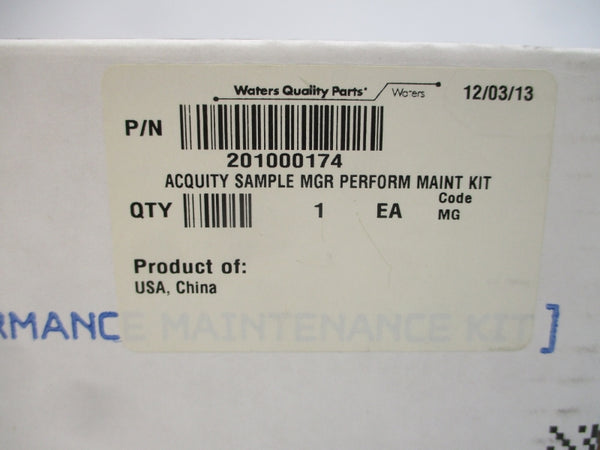 Waters Quality Parts® Waters 12/03/13
P/N
201000174
ACQUITY SAMPLE MGR PERFORM MAINT KIT
QTY 1 EA Code
MG
Product of:
USA, China
RMANCE MAINTENANCE KIT]